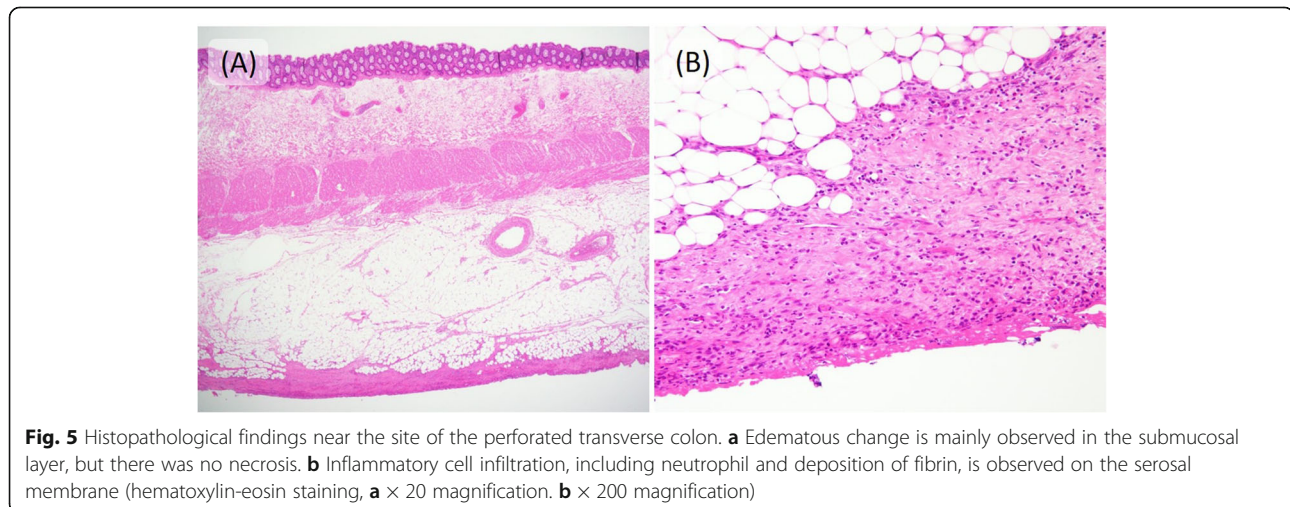 (A)
(B)
Fig. 5 Histopathological findings near the site of the perforated transverse colon. a Edematous change is mainly observed in the submucosal
layer, but there was no necrosis. b Inflammatory cell infiltration, including neutrophil and deposition of fibrin, is observed on the serosal
membrane (hematoxylin-eosin staining, a × 20 magnification. b × 200 magnification)